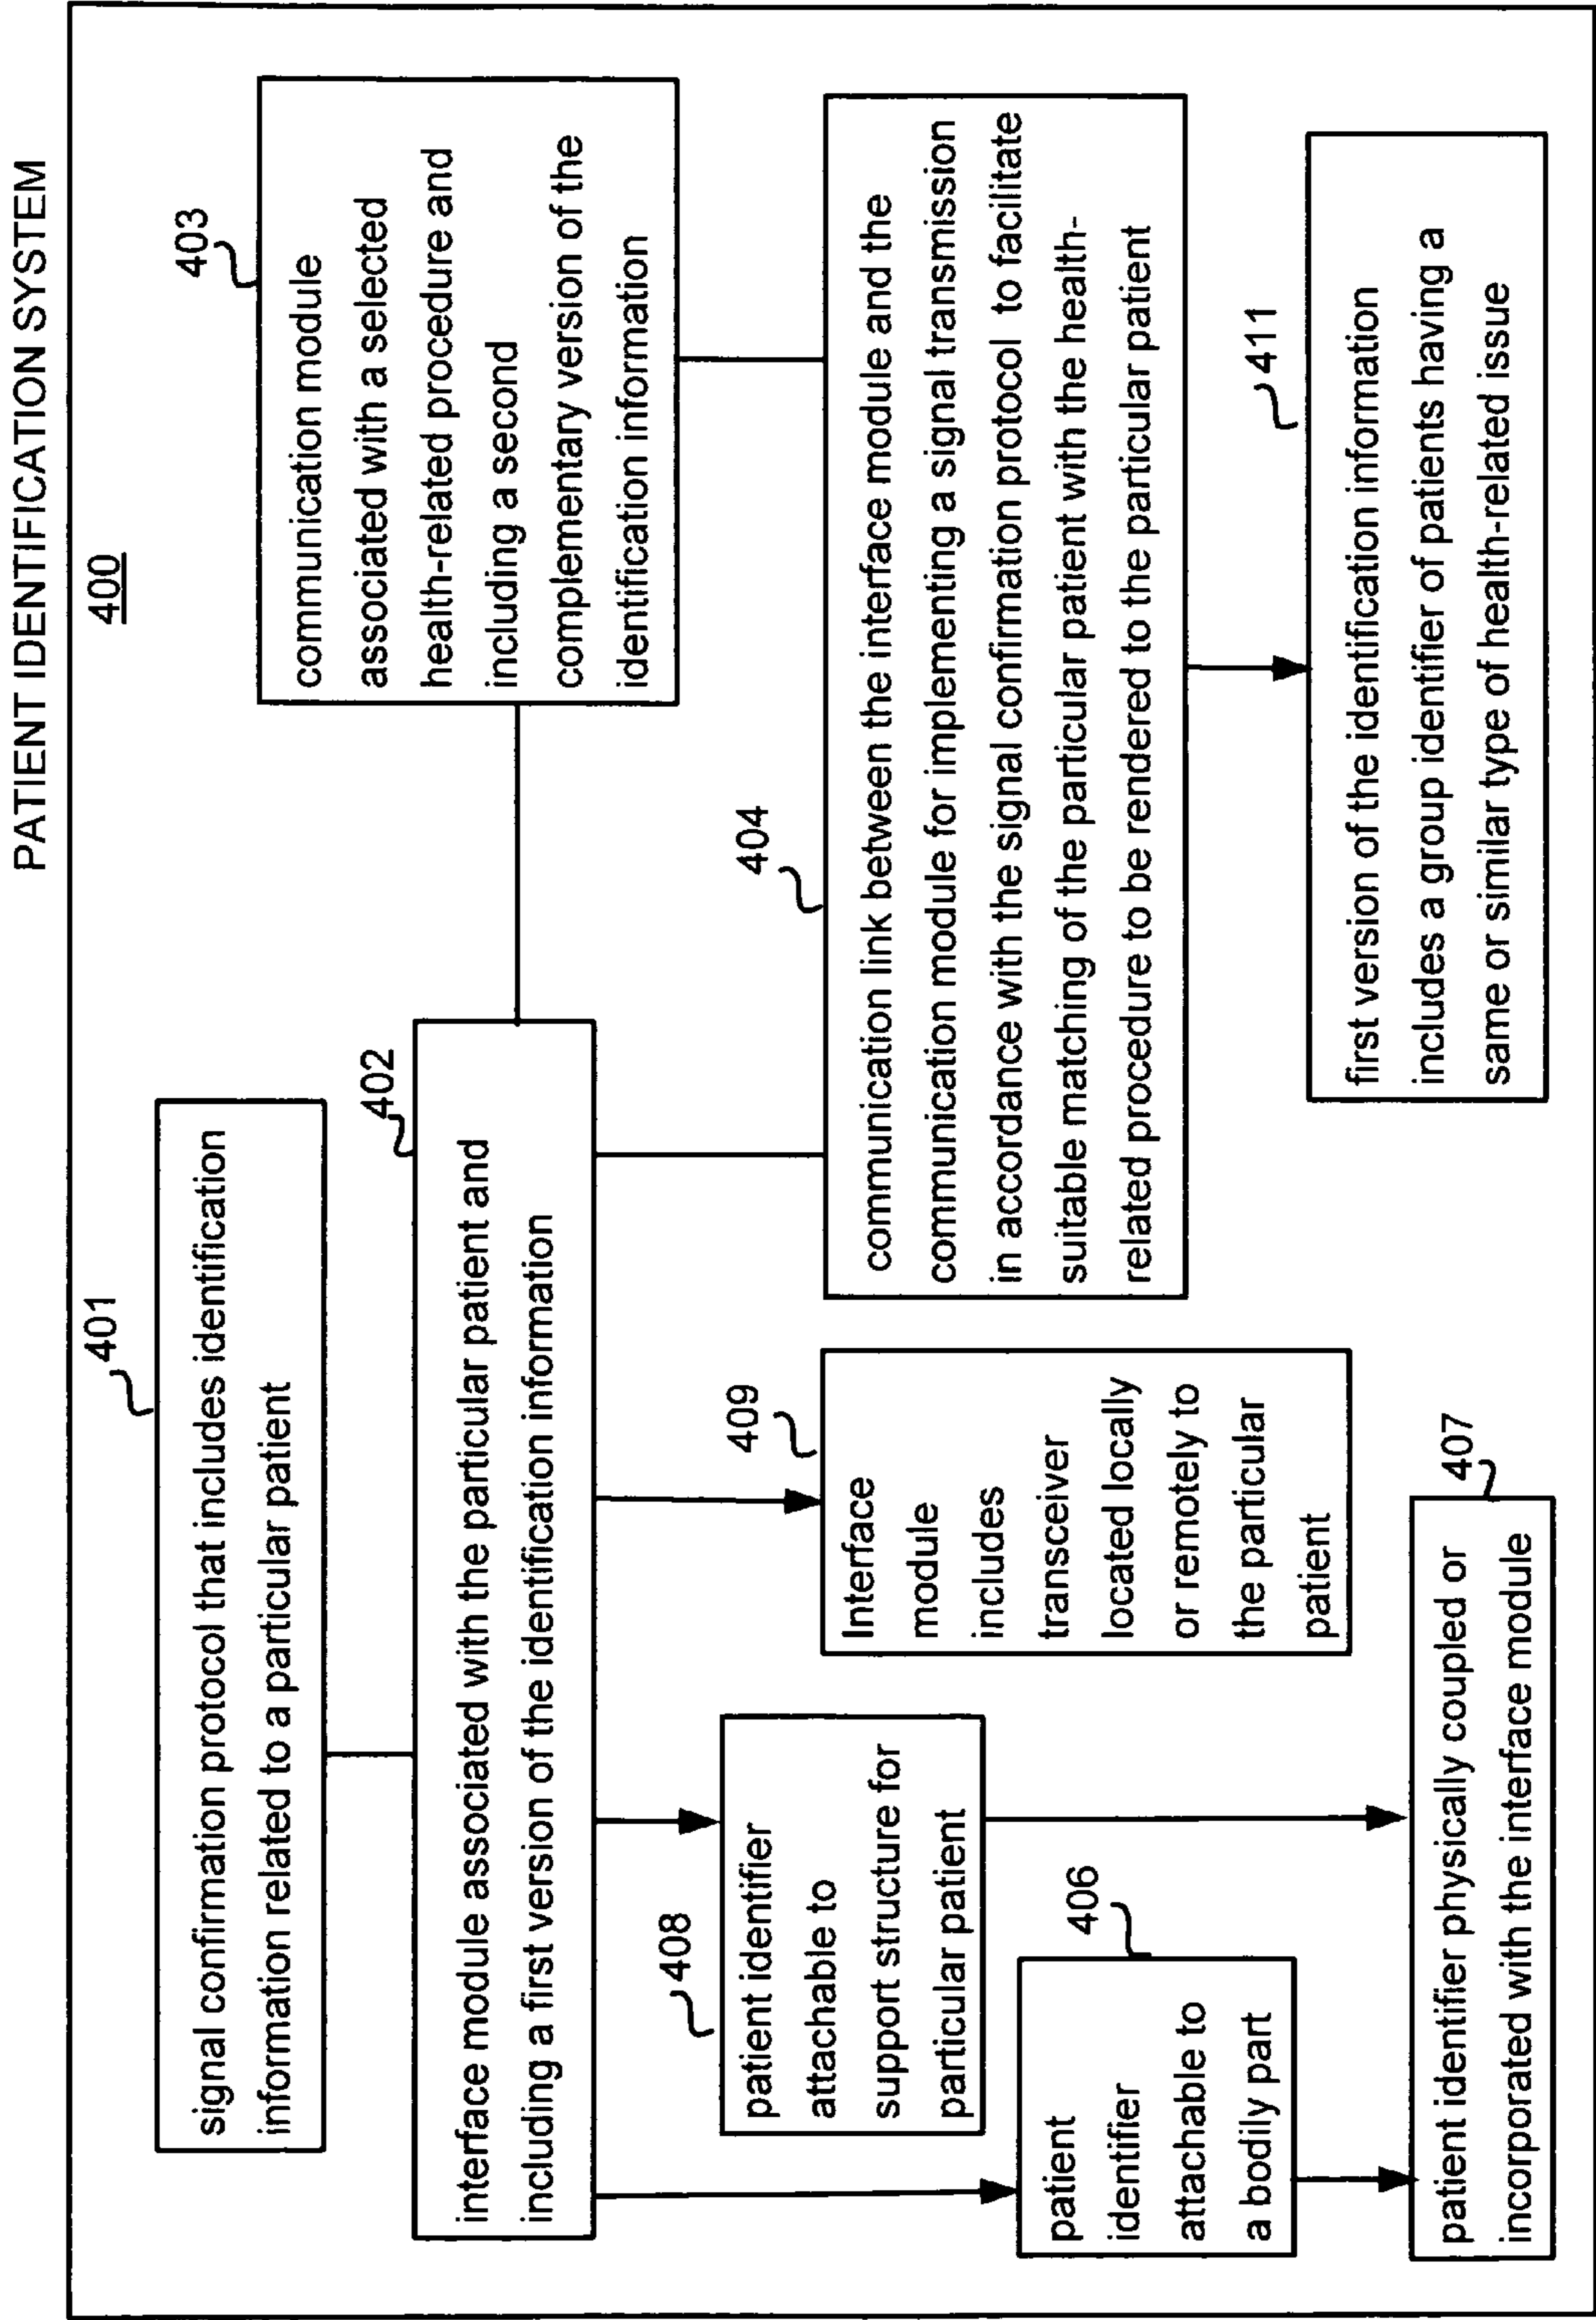 PATIENT IDENTIFICATION SYSTEM
400
401
signal confirmation protocol that includes identification
information related to a particular patient
402
interface module associated with the particular patient and
including a first version of the identification information
403
communication module
associated with a selected
health-related procedure and
including a second
complementary version of the
identification information
404
communication link between the interface module and the
communication module for implementing a signal transmission
in accordance with the signal confirmation protocol to facilitate
suitable matching of the particular patient with the health-
related procedure to be rendered to the particular patient
408
patient identifier
attachable to
support structure for
particular patient
409
Interface
module
includes
transceiver
located locally
or remotely to
the particular
patient
406
patient
identifier
attachable to
a bodily part
407
patient identifier physically coupled or
incorporated with the interface module
411
first version of the identification information
includes a group identifier of patients having a
same or similar type of health-related issue